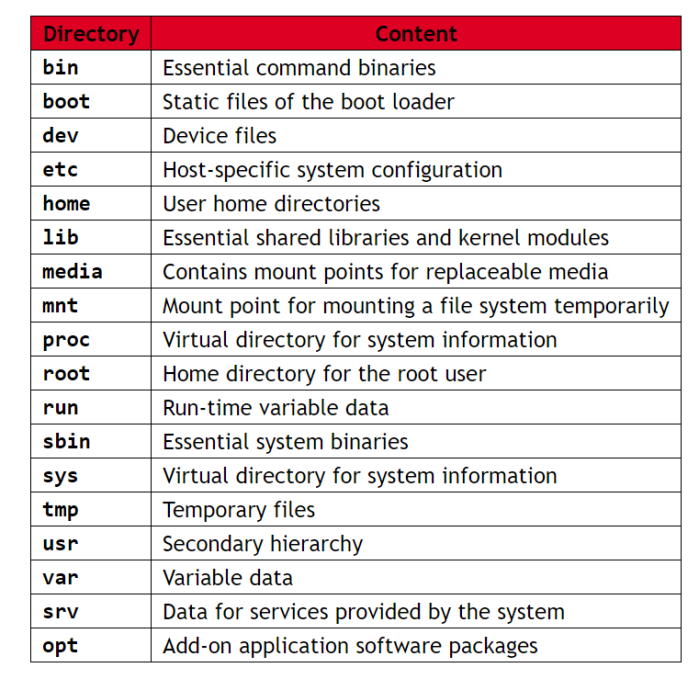 Directory Content
bin Essential command binaries
boot Static files of the boot loader
dev Device files
etc Host-specific system configuration
home User home directories
lib Essential shared libraries and kernel modules
media Contains mount points for replaceable media
mnt Mount point for mounting a file system temporarily
proc Virtual directory for system information
root Home directory for the root user
run Run-time variable data
sbin Essential system binaries
sys Virtual directory for system information
tmp Temporary files
usr Secondary hierarchy
var Variable data
srv Data for services provided by the system
opt Add-on application software packages